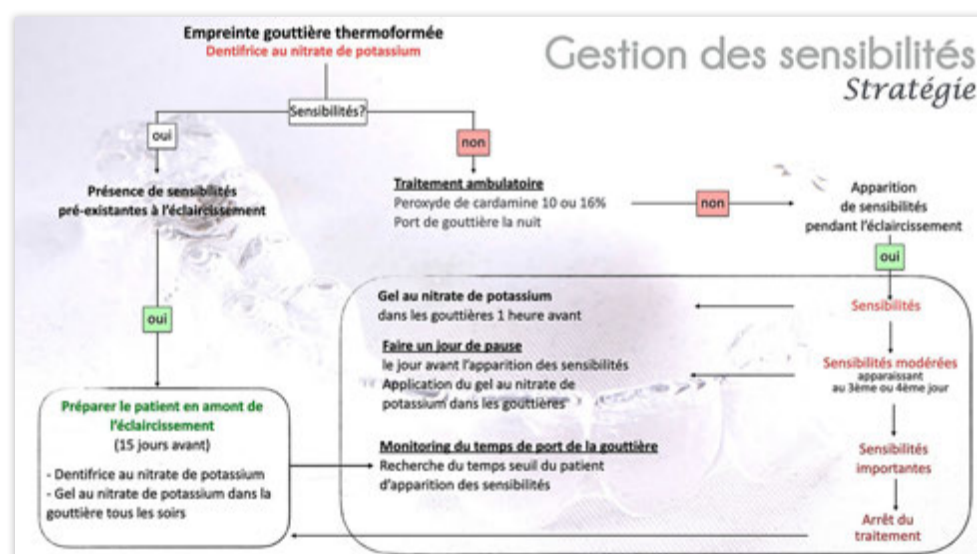 Empreinte gouttière thermoformée
Dentifrice au nitrate de potassium
Gestion des sensibilités
Stratégie
Sensibilités?
oui
non
Présence de sensibilités
pré-existantes à l'éclaircissement
Traitement ambulatoire
Peroxyde de cardamine 10 ou 16%
Port de gouttière la nuit
non
Apparition
de sensibilités
pendant l'éclaircissement
oui
oui
Gel au nitrate de potassium
dans les gouttières 1 heure avant
Sensibilités
Faire un jour de pause
le jour avant l'apparition des sensibilités
Application du gel au nitrate de
potassium dans les gouttières
Sensibilités modérées
apparaissant
au 3ème ou 4ème jour
Préparer le patient en amont de
l'éclaircissement
(15 jours avant)
- Dentifrice au nitrate de potassium
- Gel au nitrate de potassium dans la
gouttière tous les soirs
Monitoring du temps de port de la gouttière
Recherche du temps seuil du patient
d'apparition des sensibilités
Sensibilités
importantes
Arrêt du
traitement